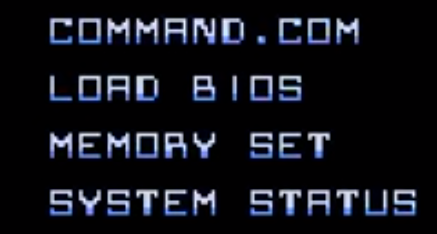 COMMAND.COM
LOAD BIOS
MEMORY SET
SYSTEM STATUS